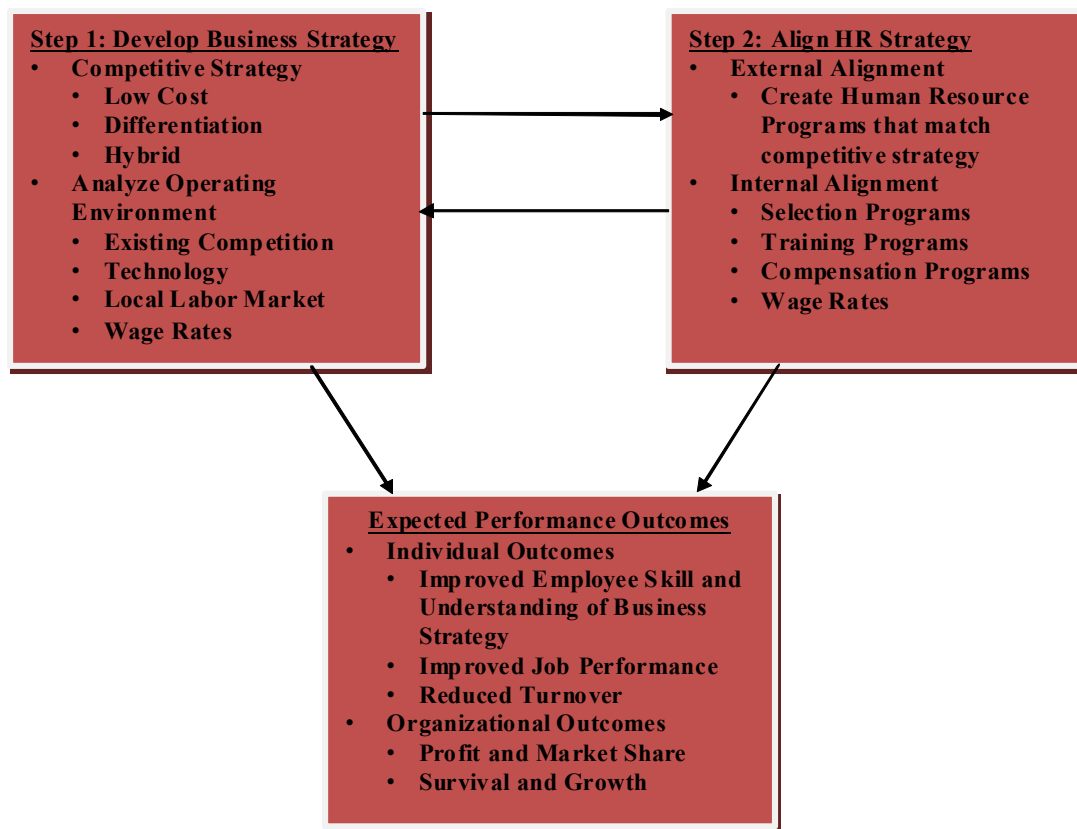 Step 1: Develop Business Strategy
• Competitive Strategy
• Low Cost
• Differentiation
• Hybrid
• Analyze Operating
Environment
• Existing Competition
• Technology
• Local Labor Market
• Wage Rates
Step 2: Align HR Strategy
• External Alignment
• Create Human Resource
Programs that match
competitive strategy
• Internal Alignment
• Selection Programs
• Training Programs
• Compensation Programs
• Wage Rates
Expected Performance Outcomes
• Individual Outcomes
• Improved Employee Skill and
Understanding of Business
Strategy
• Improved Job Performance
• Reduced Turnover
• Organizational Outcomes
• Profit and Market Share
• Survival and Growth